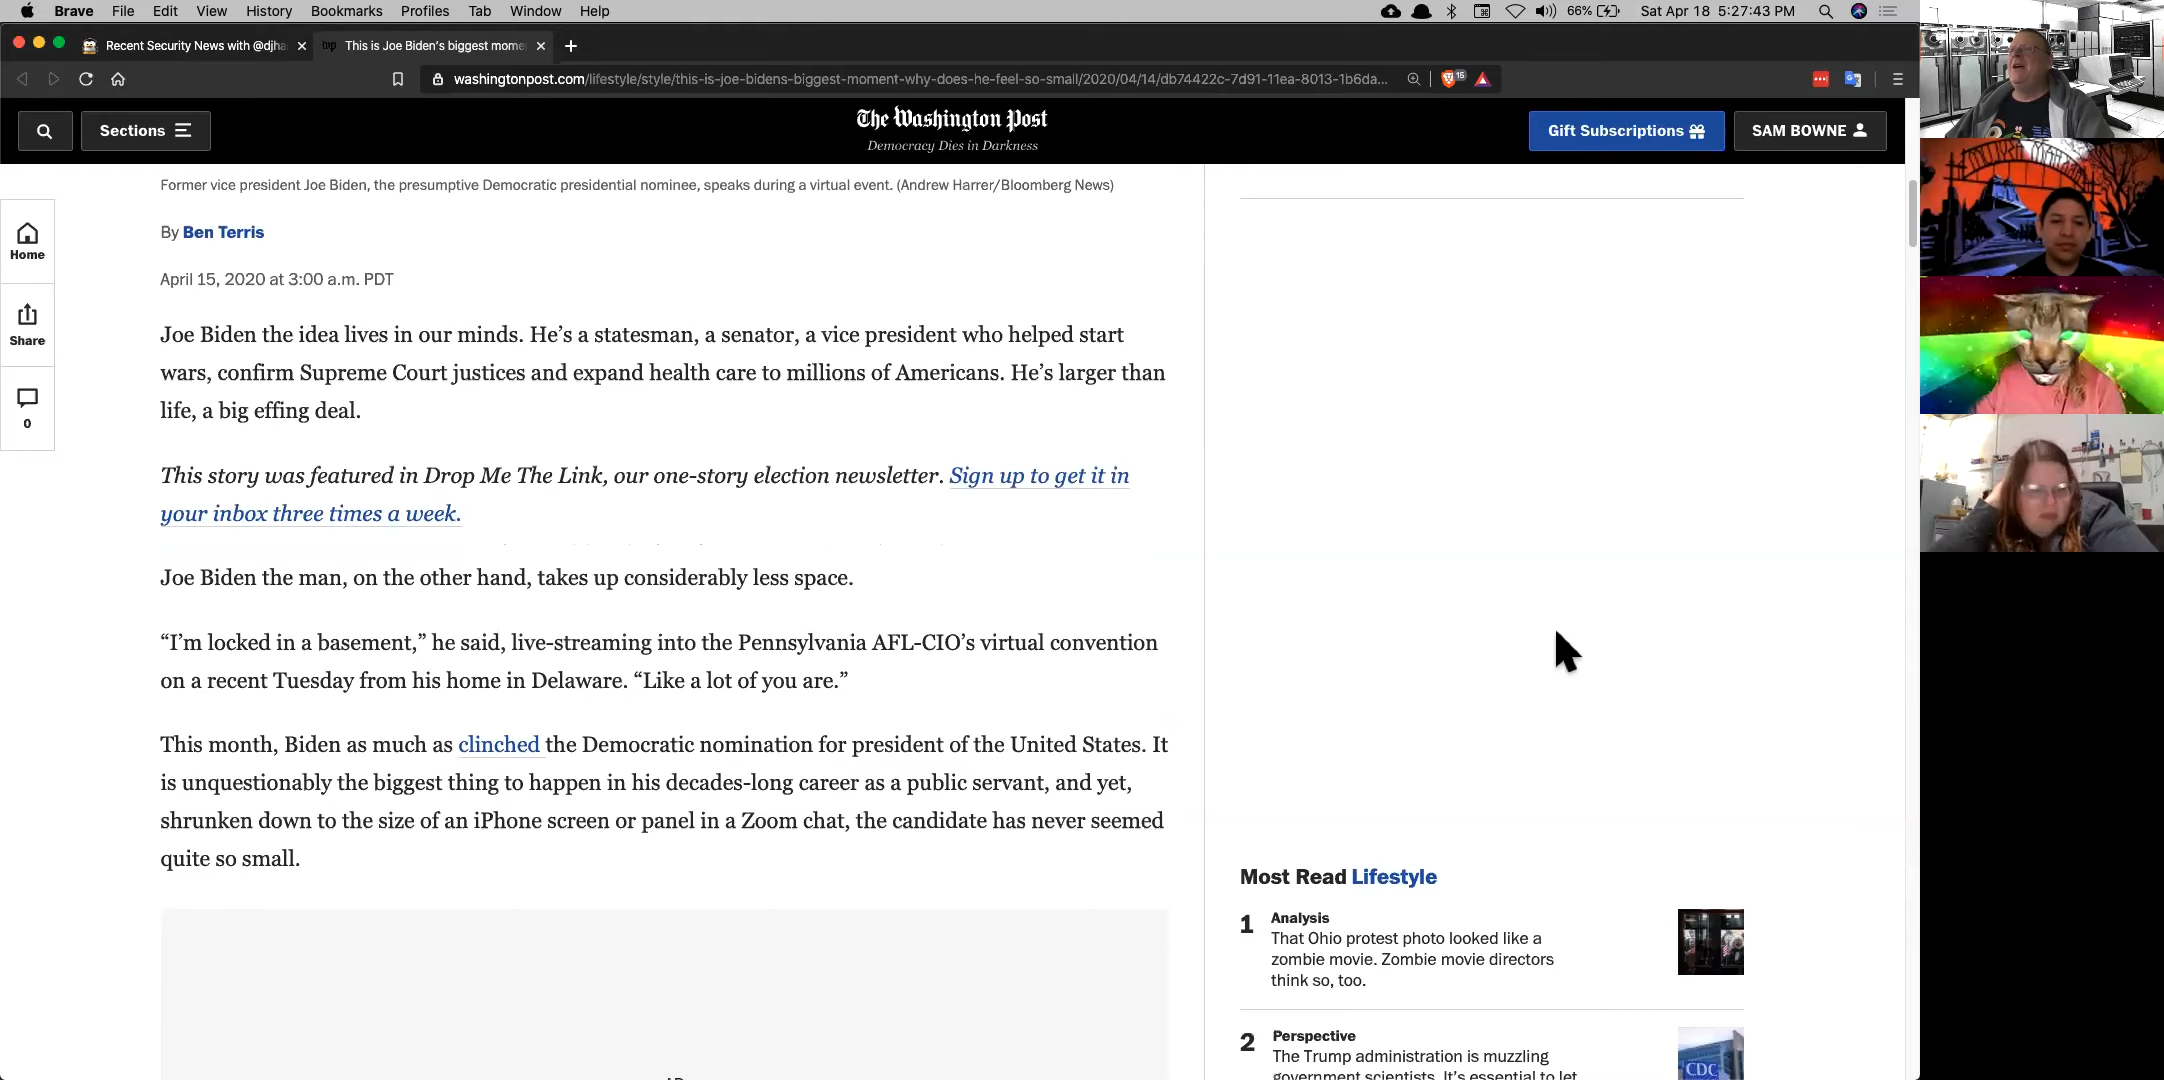 Brave File Edit View History Bookmarks Profiles Tab Window Help 66% Sat Apr 18 5:27:43 PM
Recent Security News with @djha This is Joe Biden's biggest mome
washingtonpost.com/lifestyle/style/this-is-joe-bidens-biggest-moment-why-does-he-feel-so-small/2020/04/14/db74422c-7d91-11ea-8013-1b6da... 15
Sections
The Washington Post
Democracy Dies in Darkness
Gift Subscriptions
SAM BOWNE
Former vice president Joe Biden, the presumptive Democratic presidential nominee, speaks during a virtual event. (Andrew Harrer/Bloomberg News)
By Ben Terris
April 15, 2020 at 3:00 a.m. PDT
Home
Share
0
Joe Biden the idea lives in our minds. He’s a statesman, a senator, a vice president who helped start
wars, confirm Supreme Court justices and expand health care to millions of Americans. He’s larger than
life, a big effing deal.
This story was featured in Drop Me The Link, our one-story election newsletter. Sign up to get it in
your inbox three times a week.
Joe Biden the man, on the other hand, takes up considerably less space.
“I’m locked in a basement,” he said, live-streaming into the Pennsylvania AFL-CIO’s virtual convention
on a recent Tuesday from his home in Delaware. “Like a lot of you are.”
This month, Biden as much as clinched the Democratic nomination for president of the United States. It
is unquestionably the biggest thing to happen in his decades-long career as a public servant, and yet,
shrunken down to the size of an iPhone screen or panel in a Zoom chat, the candidate has never seemed
quite so small.
Most Read Lifestyle
1 Analysis
That Ohio protest photo looked like a
zombie movie. Zombie movie directors
think so, too.
2 Perspective
The Trump administration is muzzling
government scientists. It’s essential to let
CDC